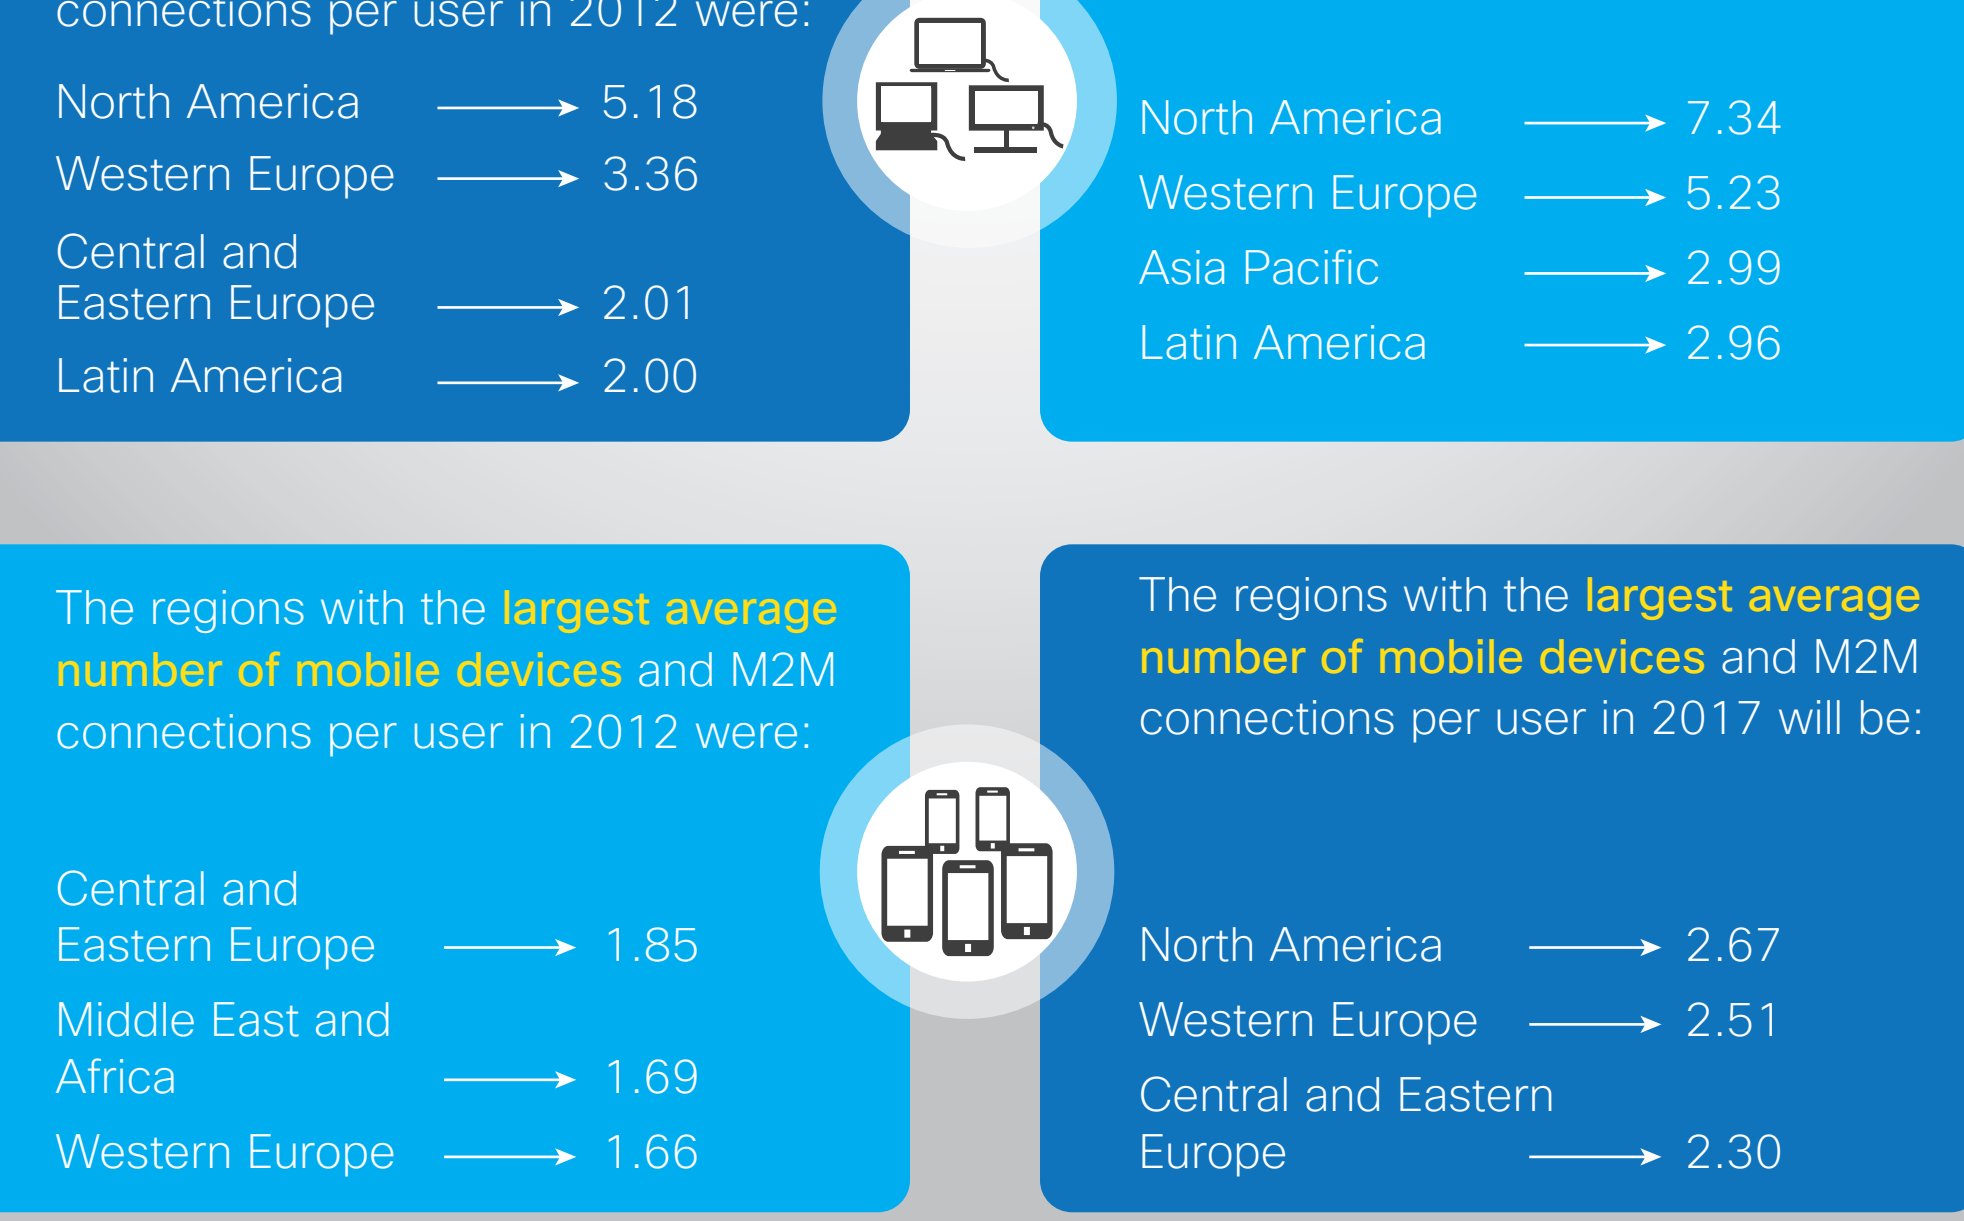 connections per user in 2012 were:
North America 5.18
Western Europe 3.36
Central and
Eastern Europe 2.01
Latin America 2.00
North America 7.34
Western Europe 5.23
Asia Pacific 2.99
Latin America 2.96
The regions with the largest average
number of mobile devices and M2M
connections per user in 2012 were:
Central and
Eastern Europe 1.85
Middle East and
Africa 1.69
Western Europe 1.66
The regions with the largest average
number of mobile devices and M2M
connections per user in 2017 will be:
North America 2.67
Western Europe 2.51
Central and Eastern
Europe 2.30